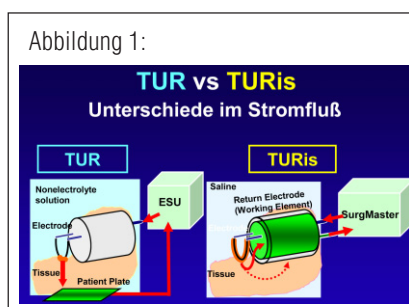 Abbildung 1:
TUR vs TURis
Unterschiede im Stromfluß
TUR
TURis
Nonelectrolyte
solution
ESU
Electrode
Tissue
Patient Plate
Saline
Return Electrode
(Working Element)
SurgMaster
Tissue